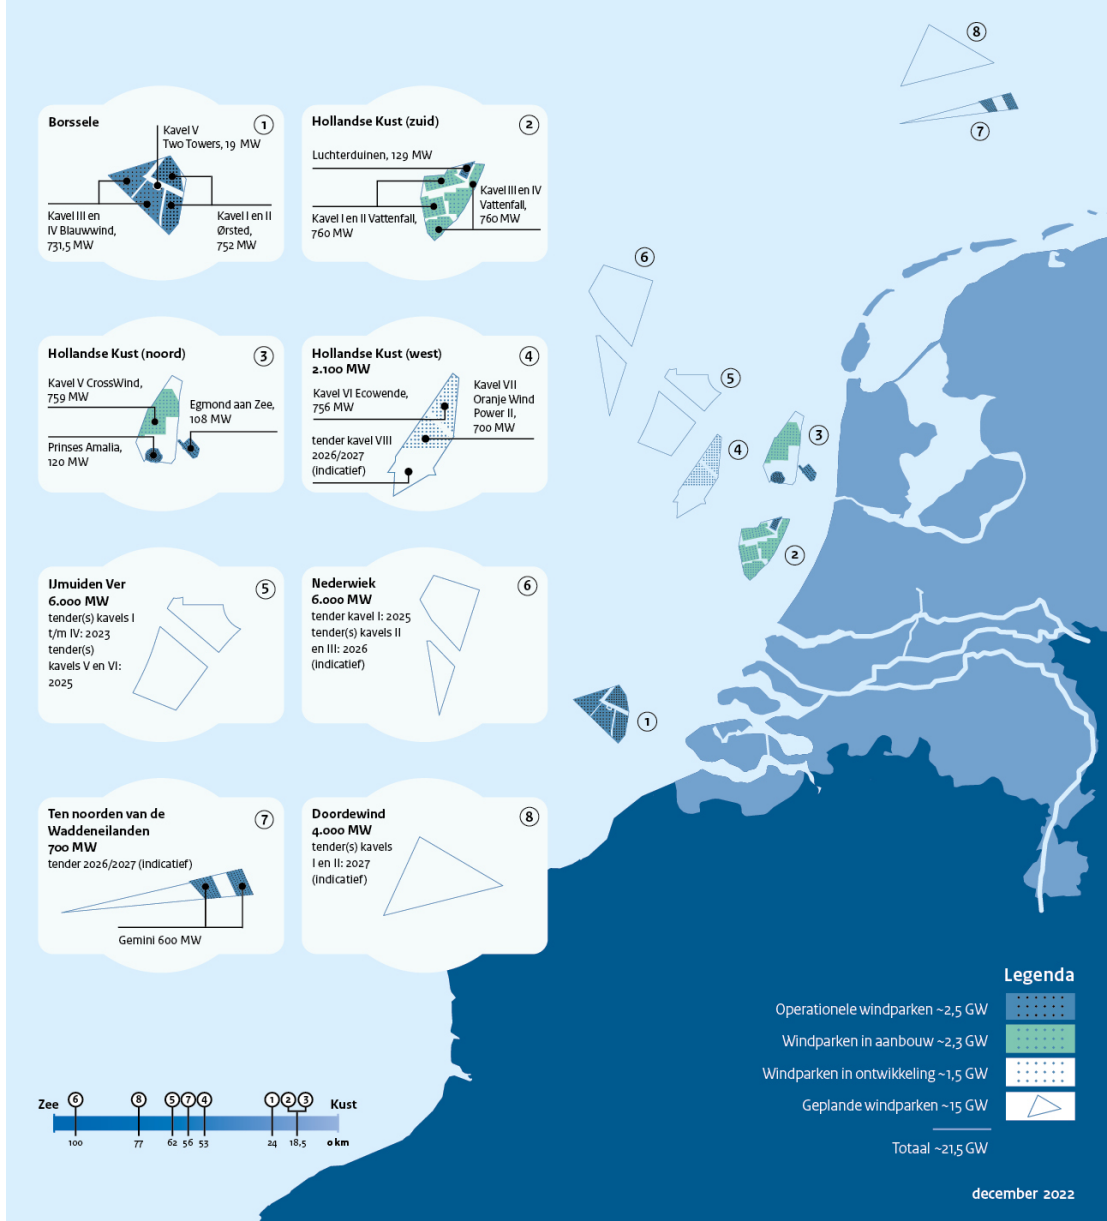 Borssele
1
Kavel V
Two Towers, 19 MW
Kavel III en
IV Blauwwind,
731,5 MW
Kavel I en II
Ørsted,
752 MW
Hollandse Kust (zuid)
2
Luchterduinen, 129 MW
Kavel I en II Vattenfall,
760 MW
Kavel III en IV
Vattenfall,
760 MW
Hollandse Kust (noord)
3
Kavel V CrossWind,
759 MW
Egmond aan Zee,
108 MW
Prinses Amalia,
120 MW
Hollandse Kust (west)
2.100 MW
4
Kavel VI Ecowende,
756 MW
Kavel VII
Oranje Wind
Power II,
700 MW
tender kavel VIII
2026/2027
(indicatief)
IJmuiden Ver
6.000 MW
tender(s) kavels I
t/m IV: 2023
tender(s)
kavels V en VI:
2025
5
Nederwiek
6.000 MW
tender kavel I: 2025
tender(s) kavels II
en III: 2026
(indicatief)
6
Ten noorden van de
Waddeneilanden
700 MW
tender 2026/2027 (indicatief)
7
Gemini 600 MW
Doordewind
4.000 MW
tender(s) kavels
I en II: 2027
(indicatief)
8
8
7
6
5
4
3
2
1
Zee 6 8 5 7 4 1 2 3 Kust
100 77 62 56 53 24 18,5 0 km
Legenda
Operationele windparken ~2,5 GW
Windparken in aanbouw ~2,3 GW
Windparken in ontwikkeling ~1,5 GW
Geplande windparken ~15 GW
Totaal ~21,5 GW
december 2022